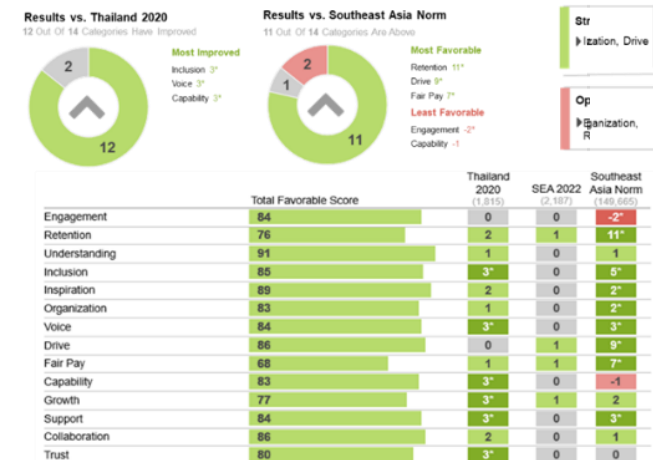 Results vs. Thailand 2020
12 Out Of 14 Categories Have Improved
2
12
Most Improved
Inclusion 3*
Voice 3*
Capability 3*
Results vs. Southeast Asia Norm
11 Out Of 14 Categories Are Above
2
1
11
Most Favorable
Retention 11*
Drive 9*
Fair Pay 7*
Least Favorable
Engagement -2*
Capability -1
Str
ization, Drive
Op
ganization,
R
Total Favorable Score Thailand 2020 (1,815) SEA 2022 (2,187) Southeast Asia Norm (149,665)
Engagement 84 0 0 -2*
Retention 76 2 1 11*
Understanding 91 1 0 1
Inclusion 85 3* 0 5*
Inspiration 89 2 0 2*
Organization 83 1 0 2*
Voice 84 3* 0 3*
Drive 86 0 1 9*
Fair Pay 68 1 1 7*
Capability 83 3* 0 -1
Growth 77 3* 1 2
Support 84 3* 0 3*
Collaboration 86 2 0 1
Trust 80 3* 0 0